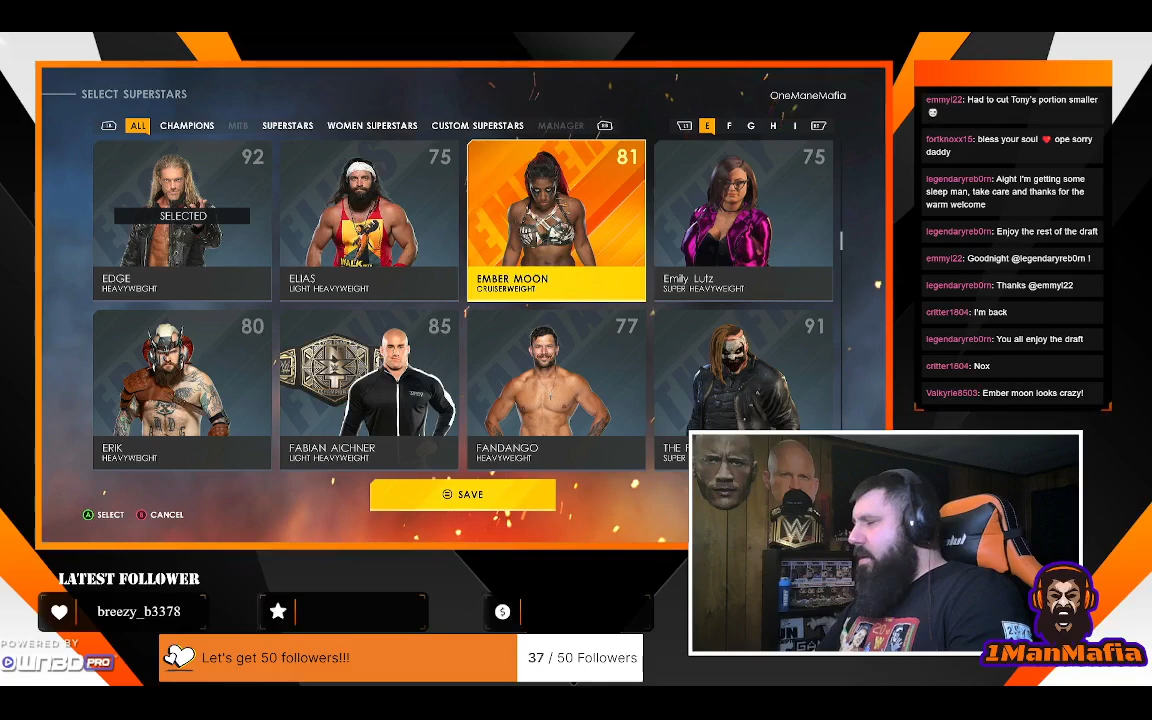 SELECT SUPERSTARS
OneManeMafia
LB ALL CHAMPIONS MITB SUPERSTARS WOMEN SUPERSTARS CUSTOM SUPERSTARS MANAGER RB
LT E F G H I RT
92
SELECTED
EDGE
HEAVYWEIGHT
75
ELIAS
LIGHT HEAVYWEIGHT
81
EMBER MOON
CRUISERWEIGHT
75
Emily Lutz
SUPER HEAVYWEIGHT
80
ERIK
HEAVYWEIGHT
85
FABIAN AICHNER
LIGHT HEAVYWEIGHT
77
FANDANGO
HEAVYWEIGHT
91
THE F
SUPER
SAVE
A SELECT B CANCEL
emmyl22: Had to cut Tony's portion smaller
fortknoxx15: bless your soul ❤️ ope sorry
daddy
legendaryreb0rn: Aight I'm getting some
sleep man, take care and thanks for the
warm welcome
legendaryreb0rn: Enjoy the rest of the draft
emmyl22: Goodnight @legendaryreb0rn !
legendaryreb0rn: Thanks @emmyl22
critter1804: I'm back
legendaryreb0rn: You all enjoy the draft
critter1804: Nox
Valkyrie8503: Ember moon looks crazy!
LATEST FOLLOWER
breezy_b3378
$
POWERED BY
OWN3D PRO
Let's get 50 followers!!!
37 / 50 Followers
1ManMafia